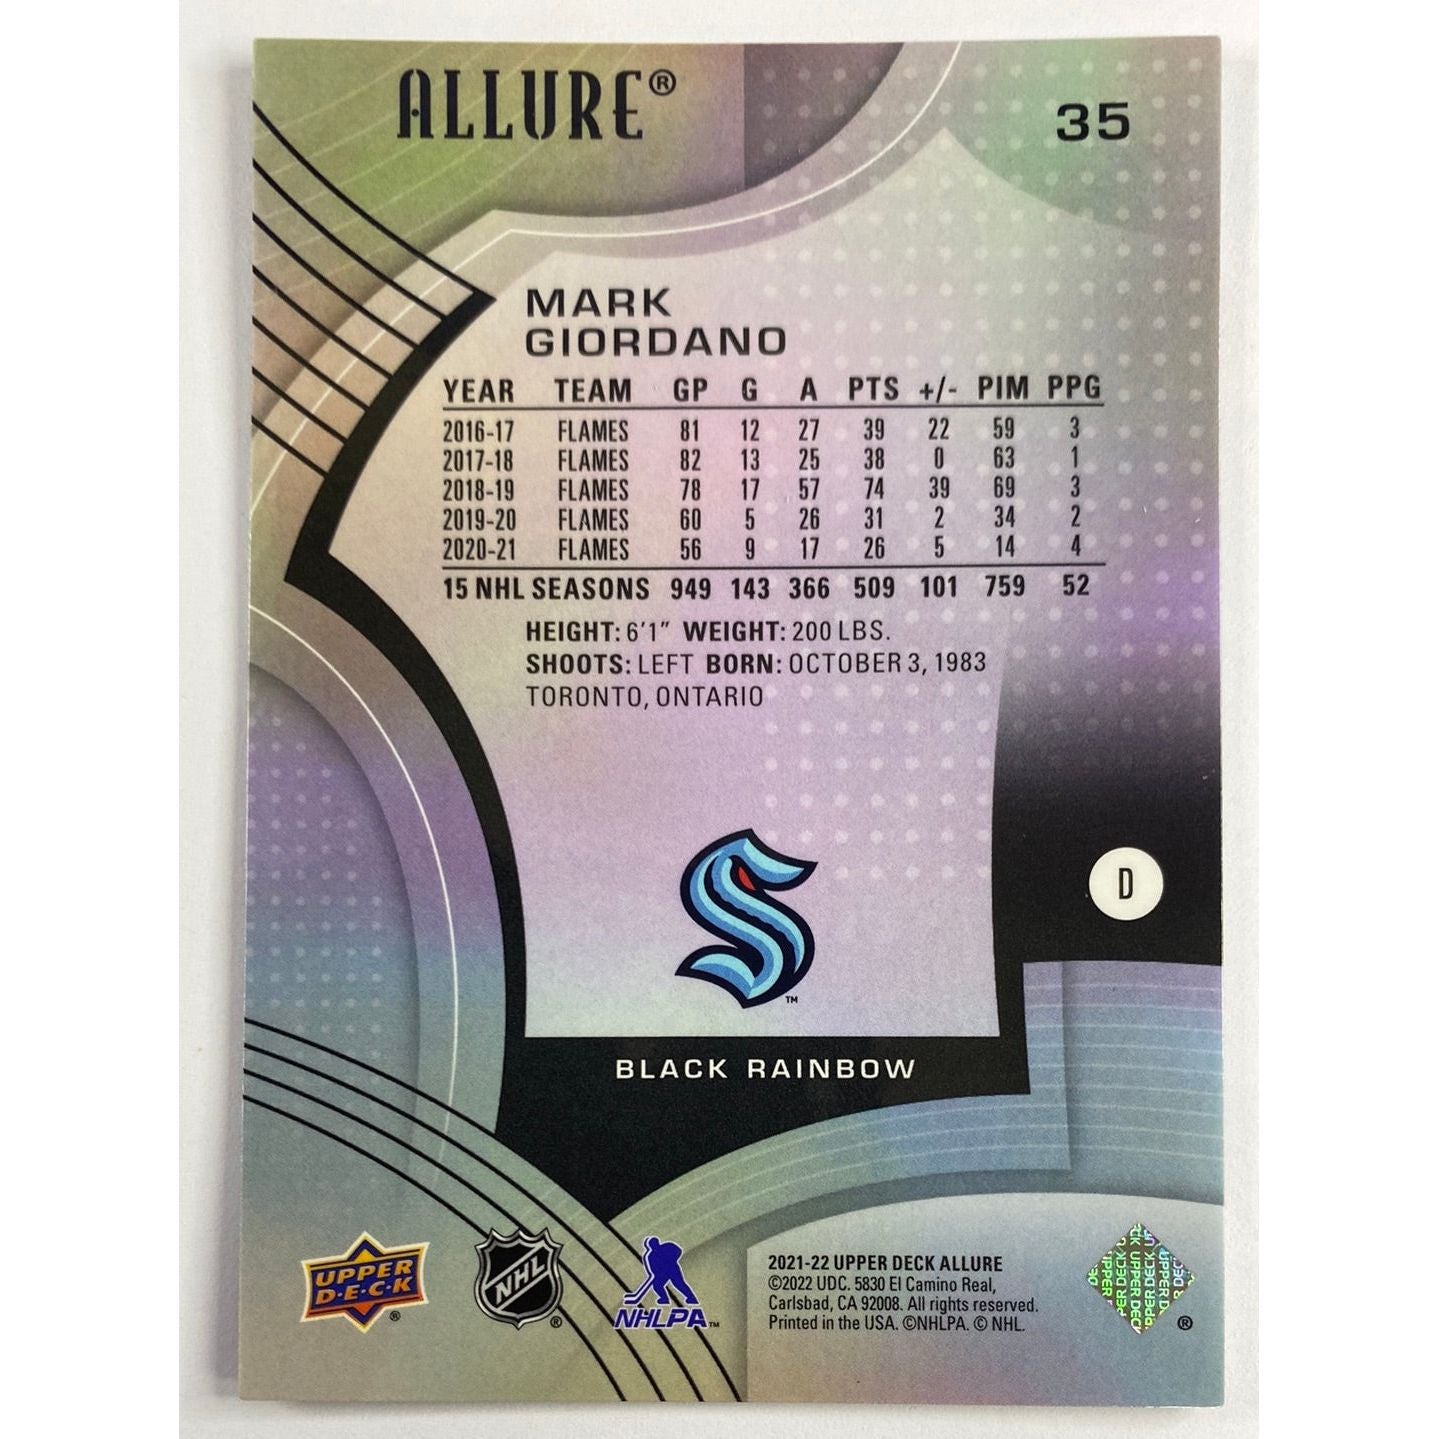 ALLURE®
35
MARK
GIORDANO
YEAR TEAM GP G A PTS +/- PIM PPG
2016-17 FLAMES 81 12 27 39 22 59 3
2017-18 FLAMES 82 13 25 38 0 63 1
2018-19 FLAMES 78 17 57 74 39 69 3
2019-20 FLAMES 60 5 26 31 2 34 2
2020-21 FLAMES 56 9 17 26 5 14 4
15 NHL SEASONS 949 143 366 509 101 759 52
HEIGHT: 6'1" WEIGHT: 200 LBS.
SHOOTS: LEFT BORN: OCTOBER 3, 1983
TORONTO, ONTARIO
D
TM
BLACK RAINBOW
UPPER
D·E·C·K
®
NHL
®
NHLPA
TM
2021-22 UPPER DECK ALLURE
©2022 UDC. 5830 El Camino Real,
Carlsbad, CA 92008. All rights reserved.
Printed in the USA. ©NHLPA. © NHL.
UPPER DECK
®